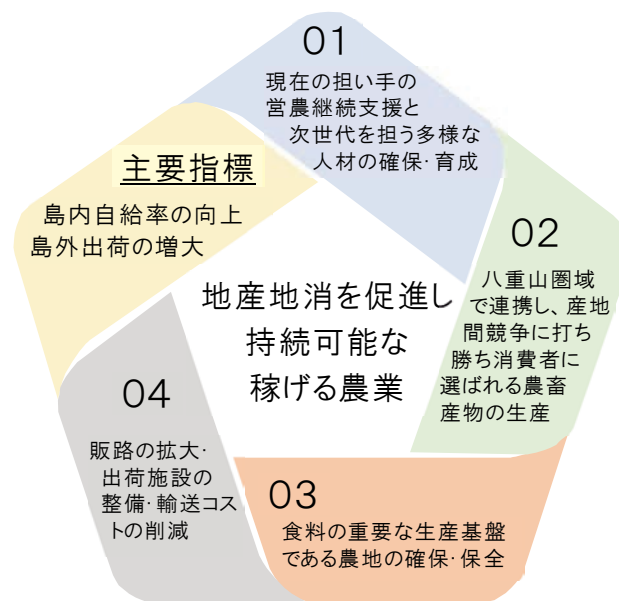 01
現在の担い手の
営農継続支援と
次世代を担う多様な
人材の確保・育成
主要指標
島内自給率の向上
島外出荷の増大
02
八重山圏域
で連携し、産地
間競争に打ち
勝ち消費者に
選ばれる農畜
産物の生産
地産地消を促進し
持続可能な
稼げる農業
04
販路の拡大・
出荷施設の
整備・輸送コス
トの削減
03
食料の重要な生産基盤
である農地の確保・保全